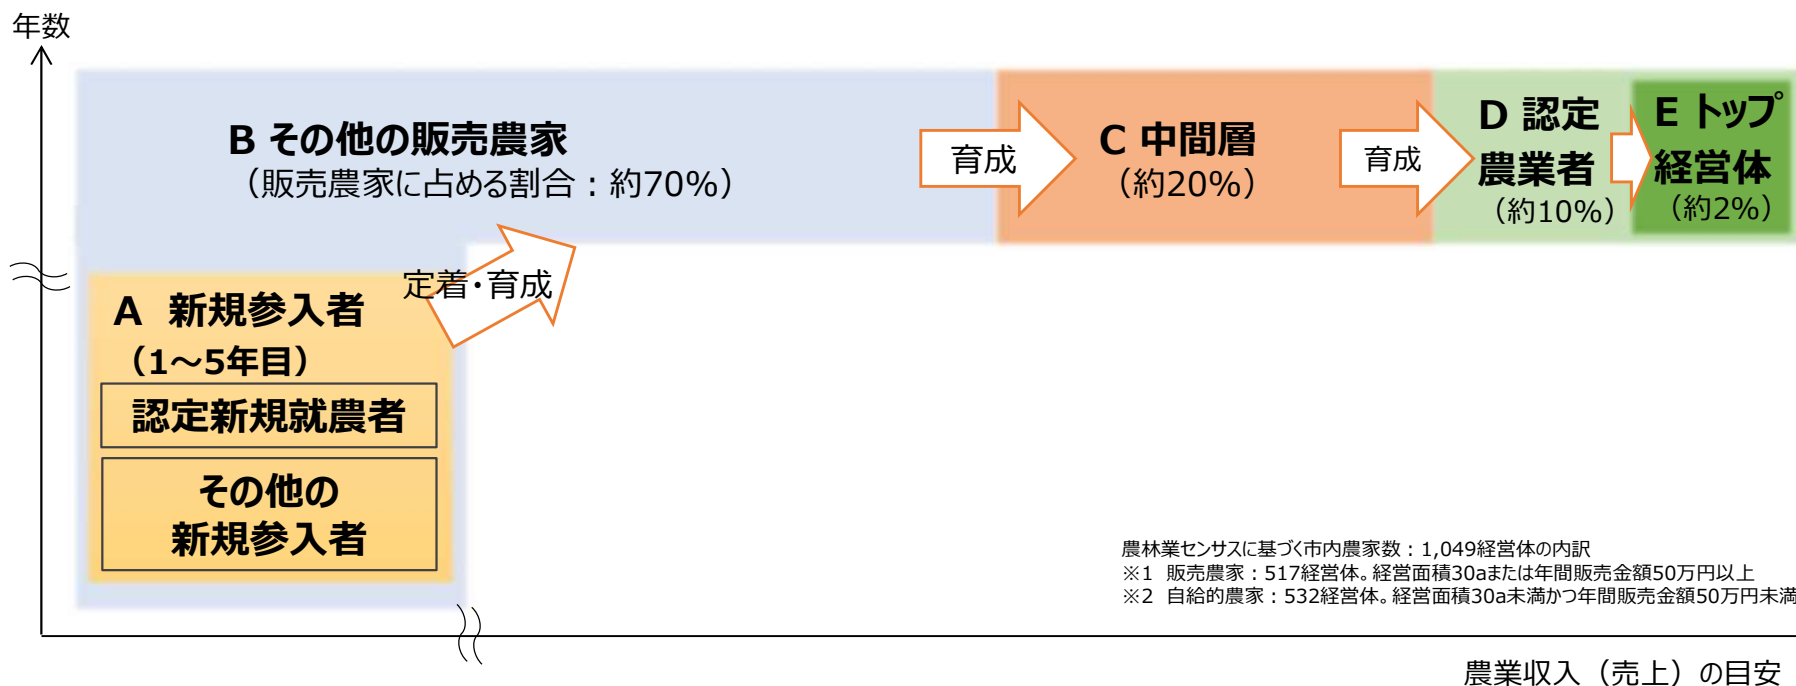 年数
B その他の販売農家
（販売農家に占める割合：約70%）
育成
C 中間層
（約20%）
育成
D 認定
農業者
（約10%）
E トップ
経営体
（約2%）
定着・育成
A 新規参入者
（1～5年目）
認定新規就農者
その他の
新規参入者
農林業センサスに基づく市内農家数：1,049経営体の内訳
※1 販売農家：517経営体。経営面積30aまたは年間販売金額50万円以上
※2 自給的農家：532経営体。経営面積30a未満かつ年間販売金額50万円未満
農業収入（売上）の目安